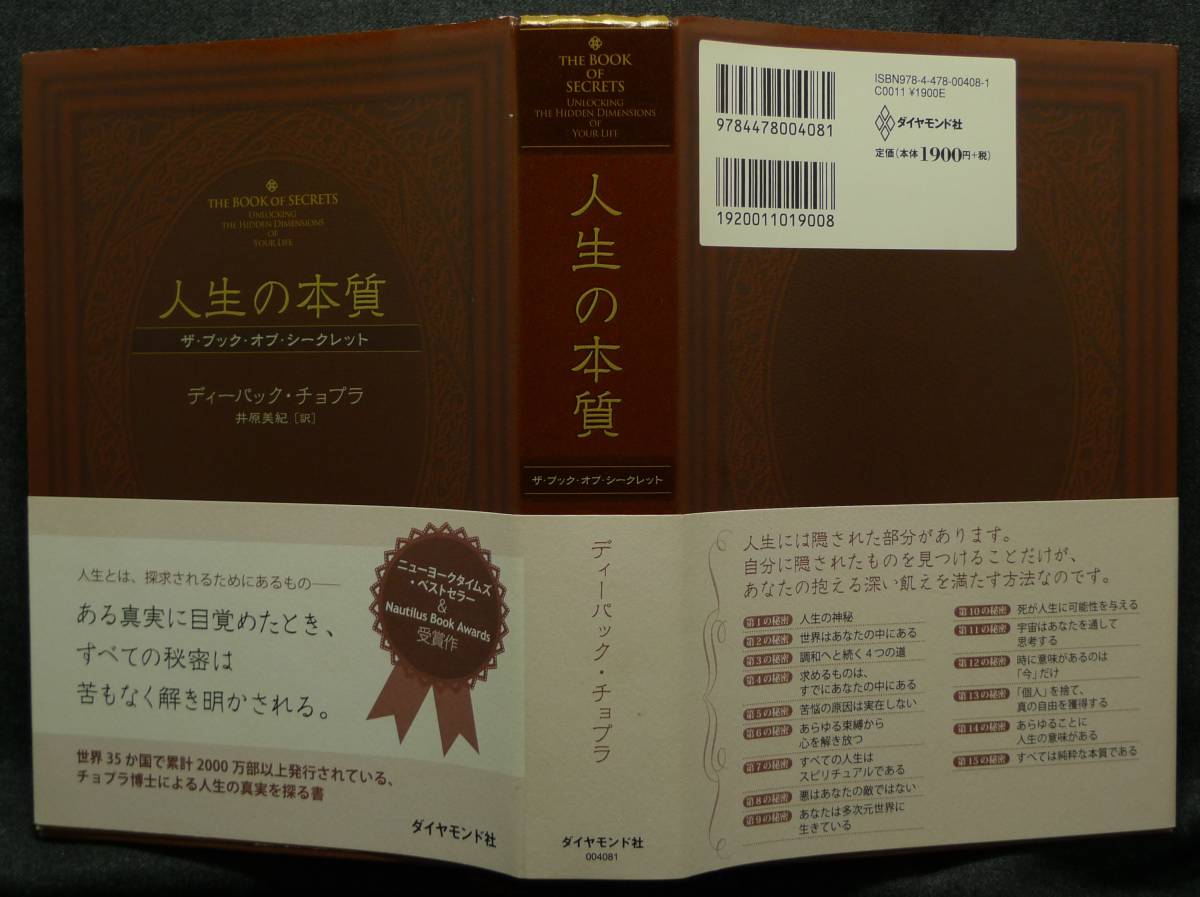 THE BOOK OF SECRETS
UNLOCKING
THE HIDDEN DIMENSIONS
OF
YOUR LIFE
人生の本質
ザ・ブック・オブ・シークレット
ディーパック・チョプラ
井原美紀［訳］
人生とは、探求されるためにあるもの──
ある真実に目覚めたとき、
すべての秘密は
苦もなく解き明かされる。
ニューヨークタイムズ
・ベストセラー
&
Nautilus Book Awards
受賞作
世界35か国で累計2000万部以上発行されている、
チョプラ博士による人生の真実を探る書
ダイヤモンド社
THE BOOK
OF
SECRETS
UNLOCKING
THE HIDDEN DIMENSIONS
OF
YOUR LIFE
人生の本質
ザ・ブック・オブ・シークレット
ディーパック・チョプラ
ダイヤモンド社
004081
9784478004081
1920011019008
ISBN978-4-478-00408-1
C0011 ¥1900E
ダイヤモンド社
定価（本体1900円+税）
人生には隠された部分があります。
自分に隠されたものを見つけることだけが、
あなたの抱える深い飢えを満たす方法なのです。
第1の秘密 人生の神秘
第2の秘密 世界はあなたの中にある
第3の秘密 調和へと続く4つの道
第4の秘密 求めるものは、
すでにあなたの中にある
第5の秘密 苦悩の原因は実在しない
第6の秘密 あらゆる束縛から
心を解き放つ
第7の秘密 すべての人生は
スピリチュアルである
第8の秘密 悪はあなたの敵ではない
第9の秘密 あなたは多次元世界に
生きている
第10の秘密 死が人生に可能性を与える
第11の秘密 宇宙はあなたを通して
思考する
第12の秘密 時に意味があるのは
「今」だけ
第13の秘密 「個人」を捨て、
真の自由を獲得する
第14の秘密 あらゆることに
人生の意味がある
第15の秘密 すべては純粋な本質である